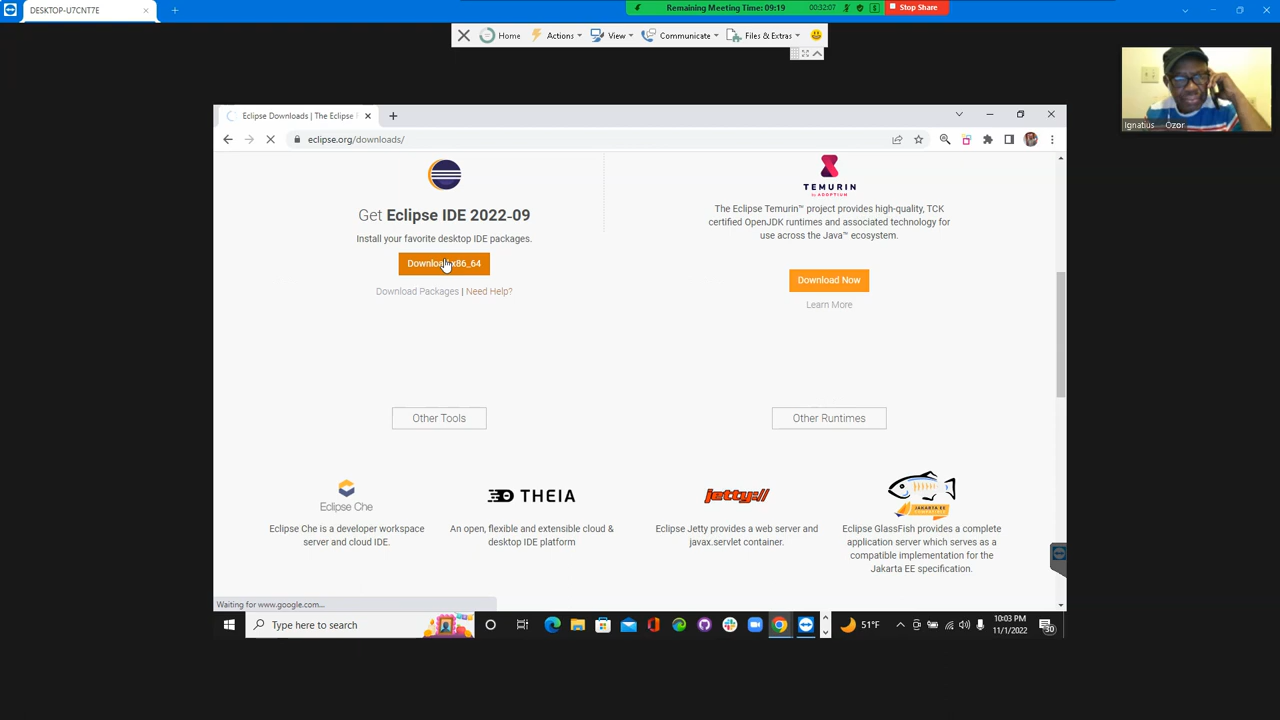 DESKTOP-U7CNT7E
Remaining Meeting Time: 09:19
00:32:07
Stop Share
Home
Actions
View
Communicate
Files & Extras
Ignatius Ozor
Eclipse Downloads | The Eclipse
eclipse.org/downloads/
Get Eclipse IDE 2022-09
Install your favorite desktop IDE packages.
Download x86_64
Download Packages | Need Help?
TEMURIN
by ADOPTIUM
The Eclipse Temurin™ project provides high-quality, TCK
certified OpenJDK runtimes and associated technology for
use across the Java™ ecosystem.
Download Now
Learn More
Other Tools
Other Runtimes
Eclipse Che
Eclipse Che is a developer workspace
server and cloud IDE.
THEIA
An open, flexible and extensible cloud &
desktop IDE platform
jetty://
Eclipse Jetty provides a web server and
javax.servlet container.
JAKARTA EE
Eclipse GlassFish provides a complete
application server which serves as a
compatible implementation for the
Jakarta EE specification.
Waiting for www.google.com...
Type here to search
51°F
10:03 PM
11/1/2022
30